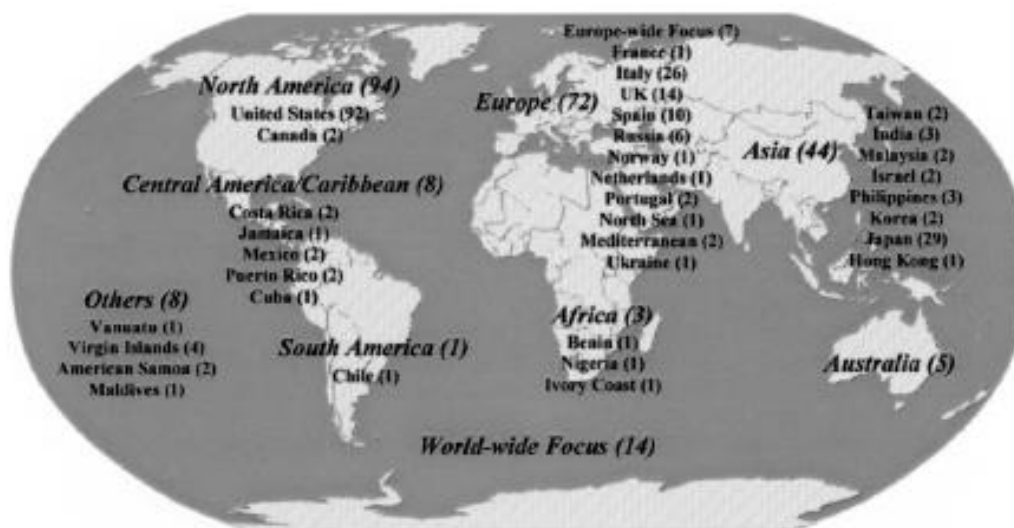 North America (94)
United States (92)
Canada (2)
Central America/Caribbean (8)
Costa Rica (2)
Jamaica (1)
Mexico (2)
Puerto Rico (2)
Cuba (1)
Others (8)
Vanuatu (1)
Virgin Islands (4)
American Samoa (2)
Maldives (1)
South America (1)
Chile (1)
Europe (72)
Europe-wide Focus (7)
France (1)
Italy (26)
UK (14)
Spain (10)
Russia (6)
Norway (1)
Netherlands (1)
Portugal (2)
North Sea (1)
Mediterranean (2)
Ukraine (1)
Africa (3)
Benin (1)
Nigeria (1)
Ivory Coast (1)
Asia (44)
Taiwan (2)
India (3)
Malaysia (2)
Israel (2)
Philippines (3)
Korea (2)
Japan (29)
Hong Kong (1)
Australia (5)
World-wide Focus (14)